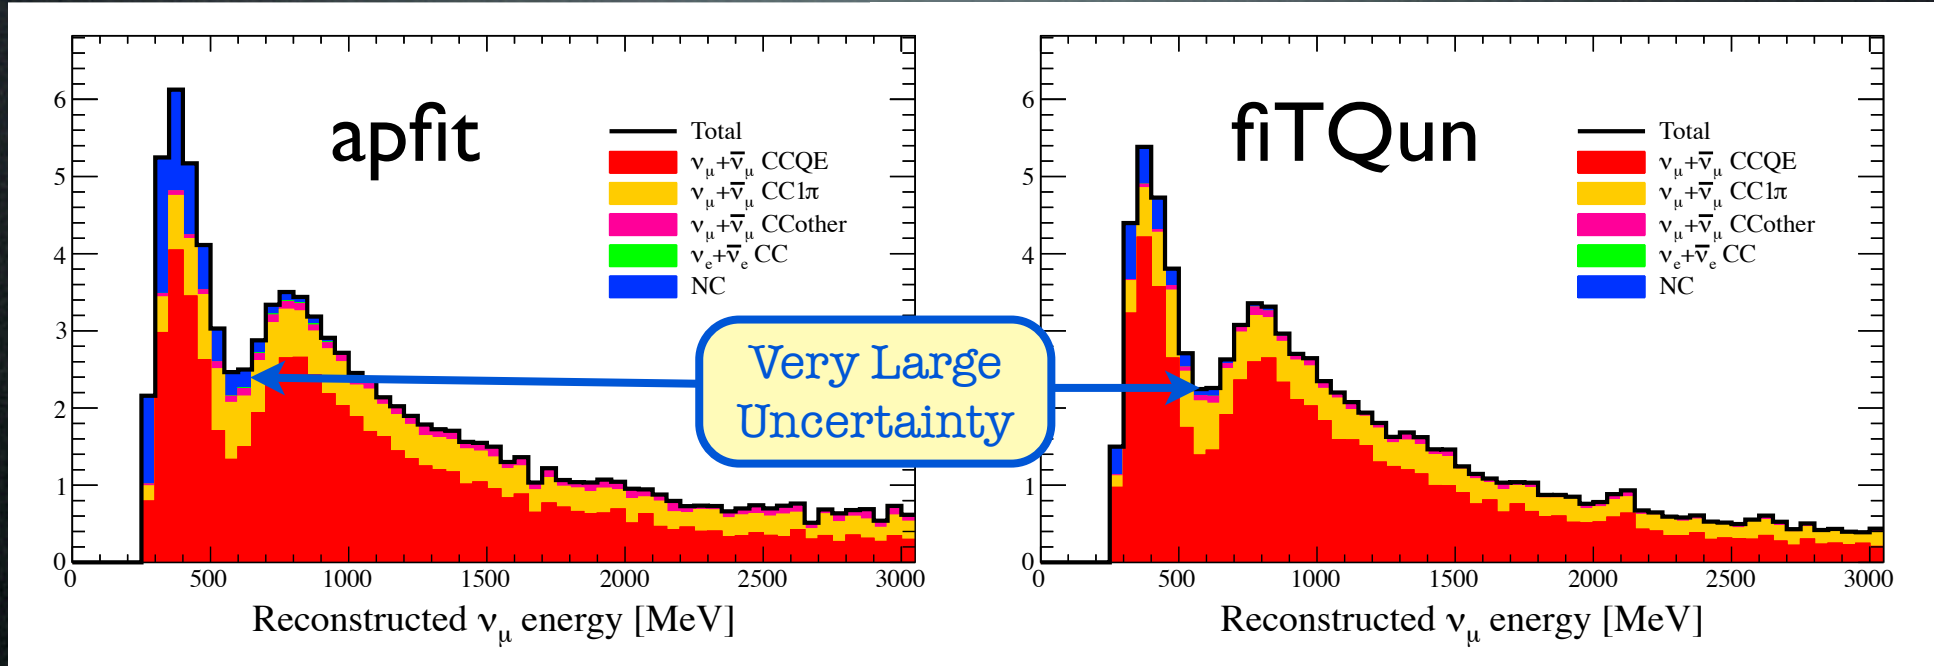 apfit
Total
νμ+ν̅μ CCQE
νμ+ν̅μ CC1π
νμ+ν̅μ CCother
νe+ν̅e CC
NC
6
5
4
3
2
1
0
0 500 1000 1500 2000 2500 3000
Reconstructed νμ energy [MeV]
Very Large
Uncertainty
fiTQun
Total
νμ+ν̅μ CCQE
νμ+ν̅μ CC1π
νμ+ν̅μ CCother
νe+ν̅e CC
NC
6
5
4
3
2
1
0
0 500 1000 1500 2000 2500 3000
Reconstructed νμ energy [MeV]